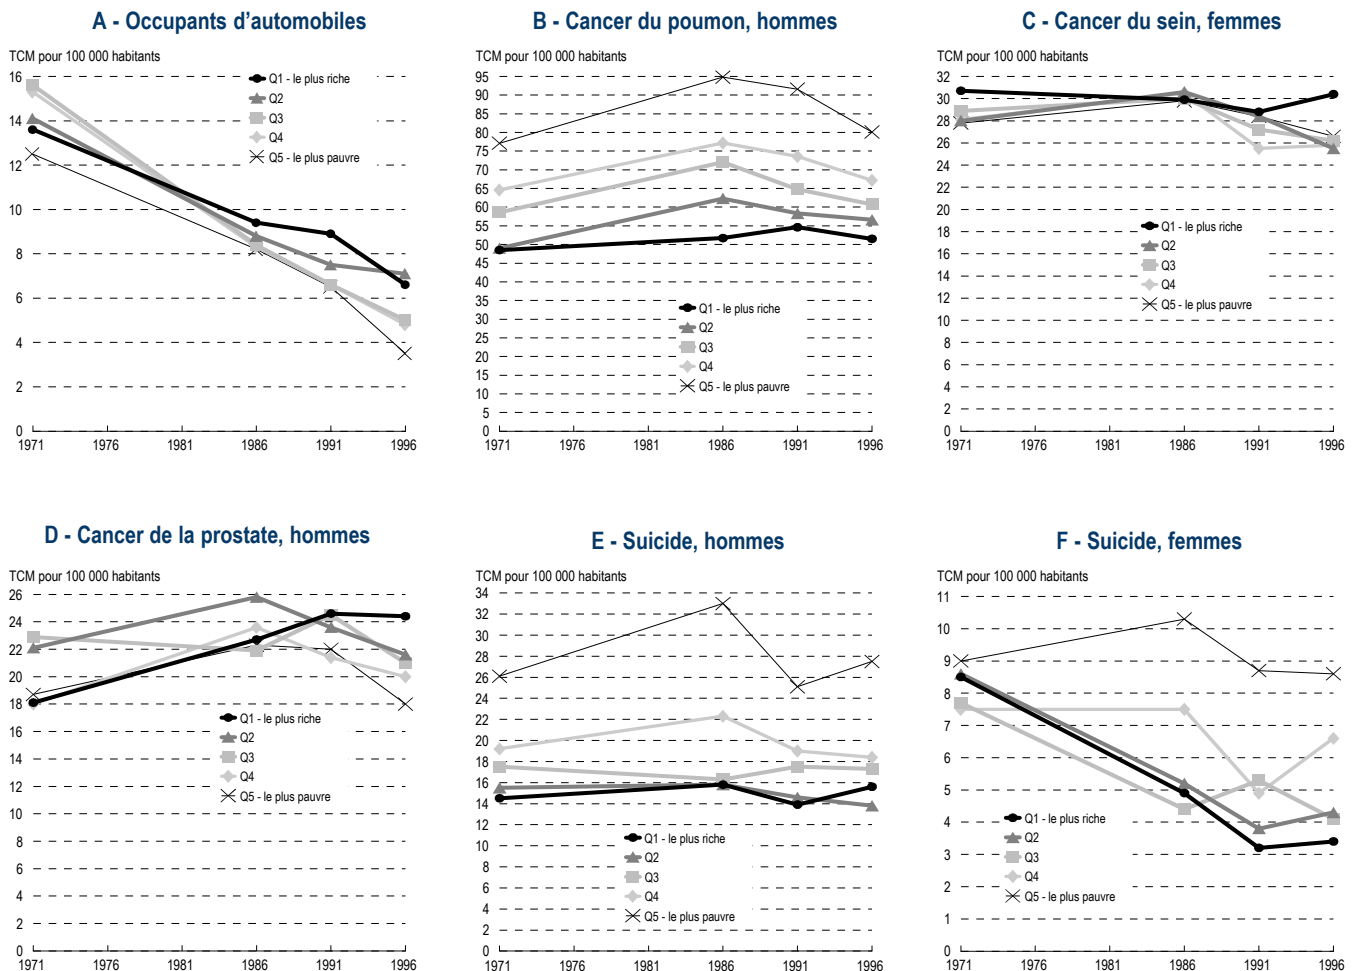 A - Occupants d'automobiles
TCM pour 100 000 habitants
16
14
12
10
8
6
4
2
0
1971 1976 1981 1986 1991 1996
Q1 - le plus riche
Q2
Q3
Q4
Q5 - le plus pauvre
B - Cancer du poumon, hommes
TCM pour 100 000 habitants
95
90
85
80
75
70
65
60
55
50
45
40
35
30
25
20
15
10
5
0
1971 1976 1981 1986 1991 1996
Q1 - le plus riche
Q2
Q3
Q4
Q5 - le plus pauvre
C - Cancer du sein, femmes
TCM pour 100 000 habitants
32
30
28
26
24
22
20
18
16
14
12
10
8
6
4
2
0
1971 1976 1981 1986 1991 1996
Q1 - le plus riche
Q2
Q3
Q4
Q5 - le plus pauvre
D - Cancer de la prostate, hommes
TCM pour 100 000 habitants
26
24
22
20
18
16
14
12
10
8
6
4
2
0
1971 1976 1981 1986 1991 1996
Q1 - le plus riche
Q2
Q3
Q4
Q5 - le plus pauvre
E - Suicide, hommes
TCM pour 100 000 habitants
34
32
30
28
26
24
22
20
18
16
14
12
10
8
6
4
2
0
1971 1976 1981 1986 1991 1996
Q1 - le plus riche
Q2
Q3
Q4
Q5 - le plus pauvre
F - Suicide, femmes
TCM pour 100 000 habitants
11
10
9
8
7
6
5
4
3
2
1
0
1971 1976 1981 1986 1991 1996
Q1 - le plus riche
Q2
Q3
Q4
Q5 - le plus pauvre